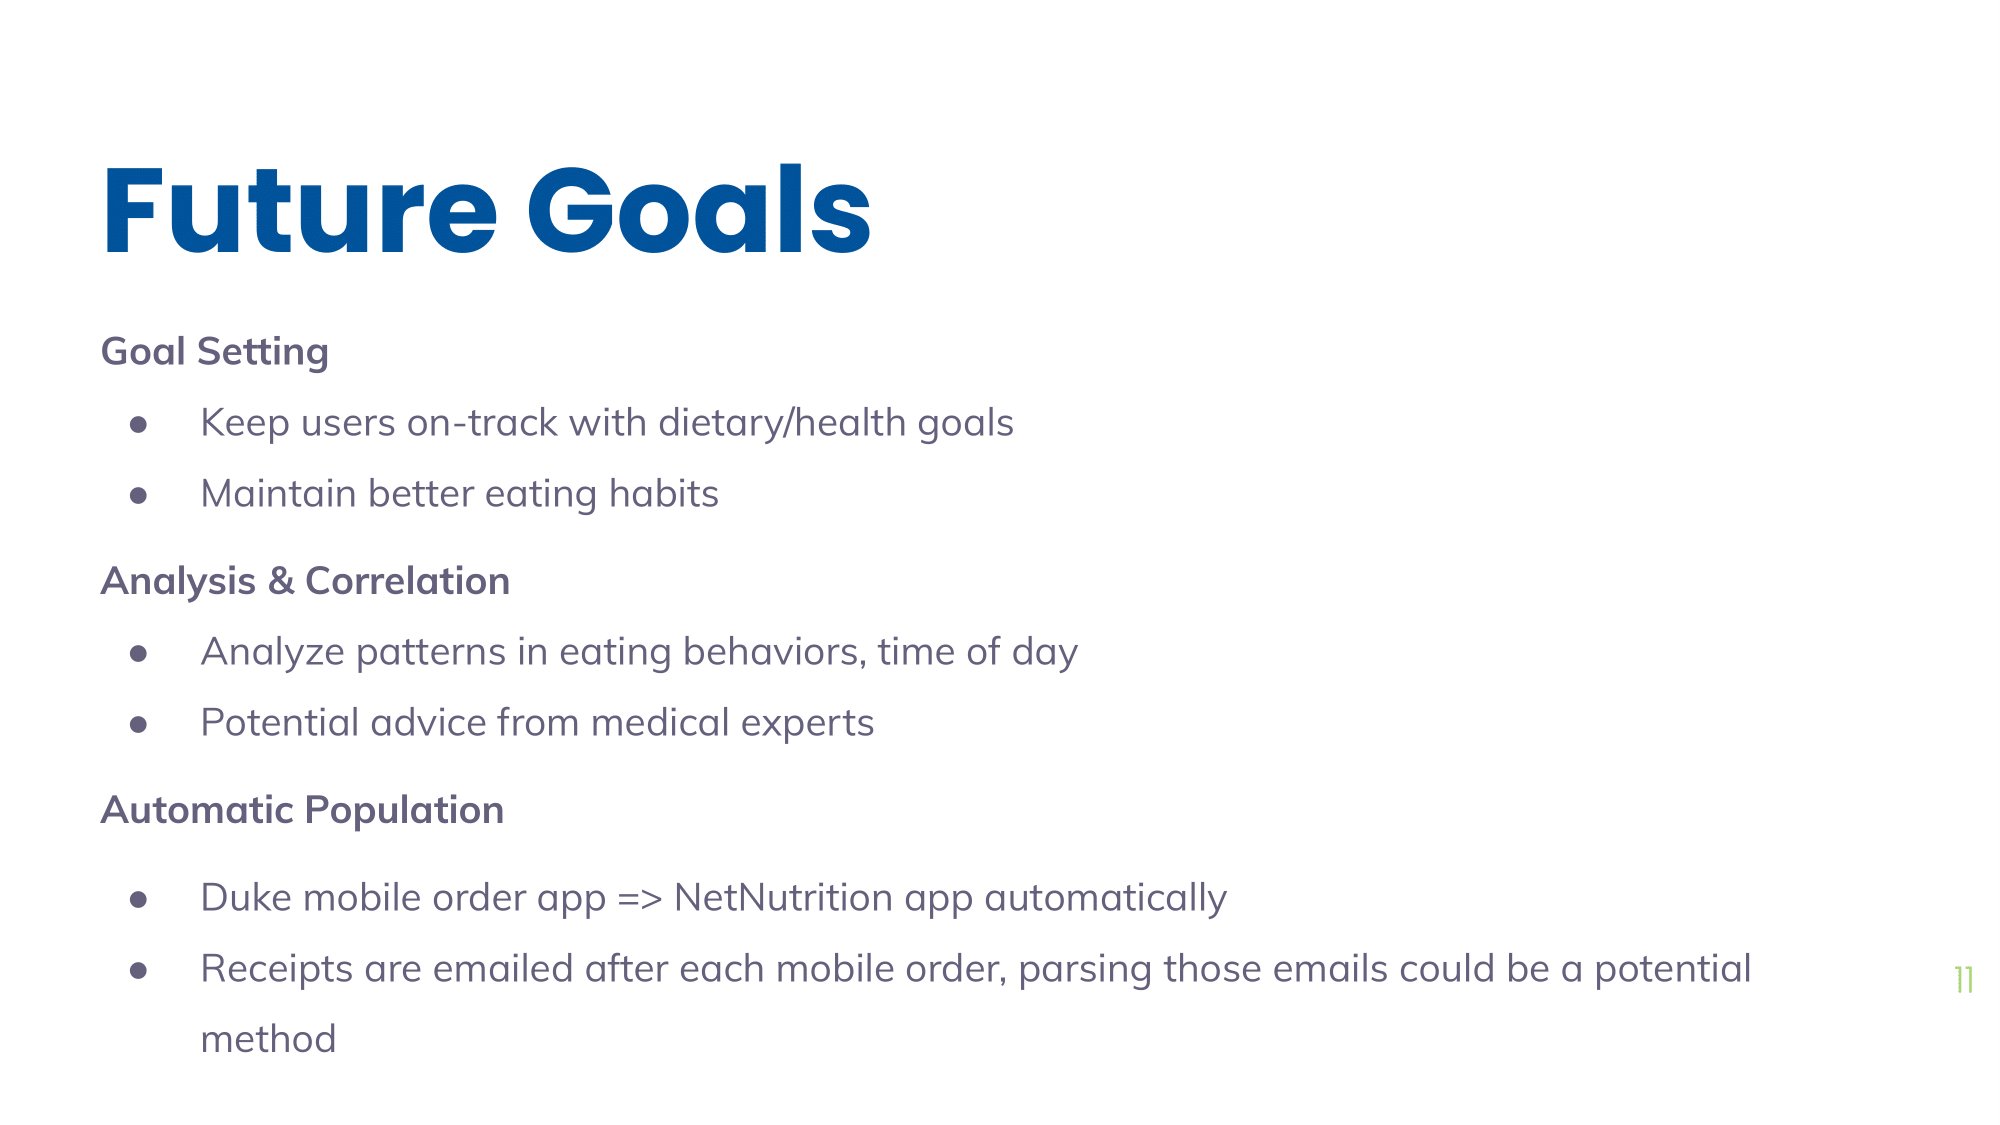 Future Goals
Goal Setting
● Keep users on-track with dietary/health goals
● Maintain better eating habits
Analysis & Correlation
● Analyze patterns in eating behaviors, time of day
● Potential advice from medical experts
Automatic Population
● Duke mobile order app => NetNutrition app automatically
● Receipts are emailed after each mobile order, parsing those emails could be a potential
method
11